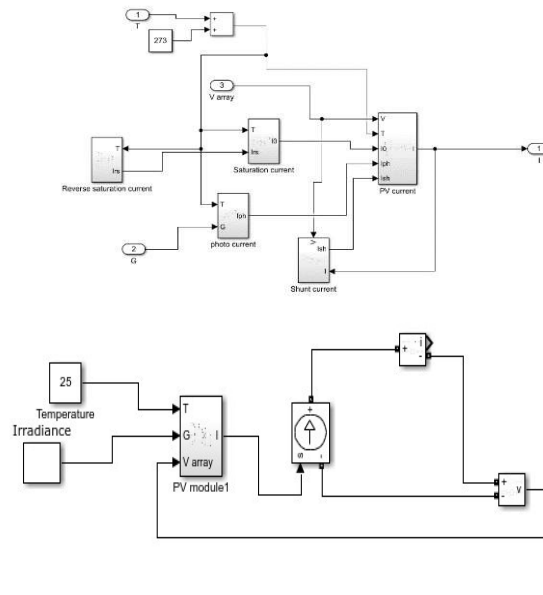 1
T
273
+
+
3
V array
T
Irs
Reverse saturation current
T
Irs
I0
Saturation current
V
T
I0
Iph
Ish
I
PV current
1
I
T
G
Iph
photo current
2
G
V
Ish
I
Shunt current
25
Temperature
Irradiance
T
G
V array
I
PV module1
+
s
-
+
i
-
+
-
v